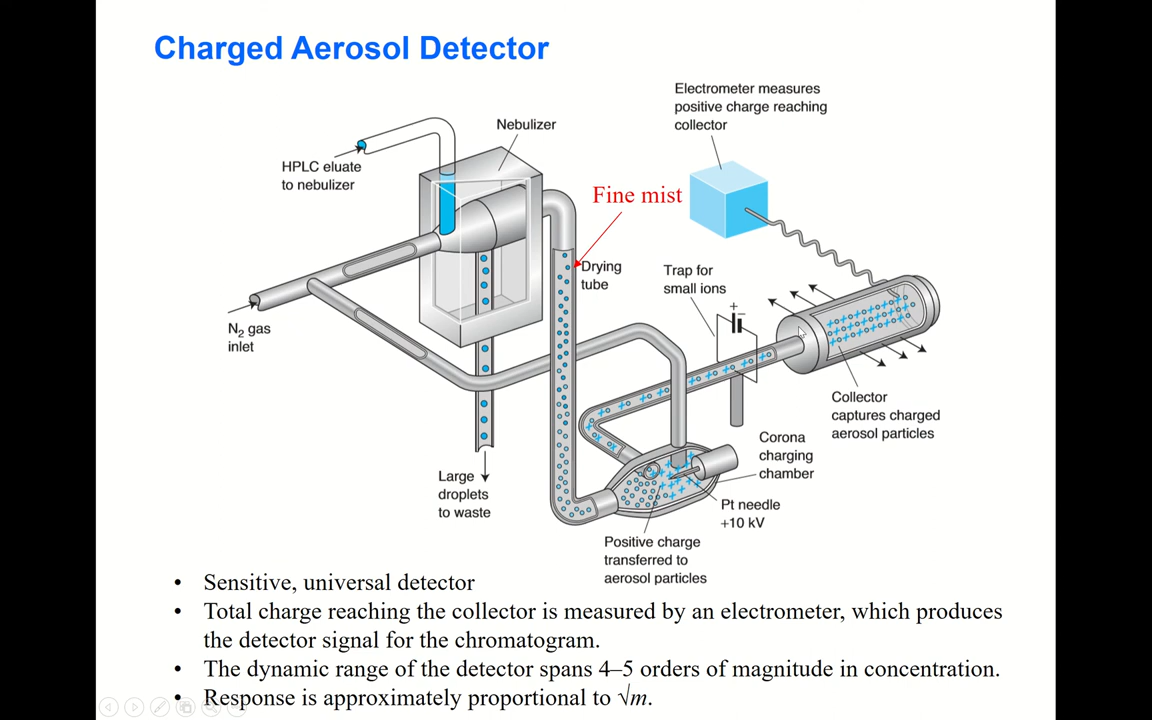 Charged Aerosol Detector
Electrometer measures
positive charge reaching
collector
Nebulizer
HPLC eluate
to nebulizer
Fine mist
Drying
tube
Trap for
small ions
+
−
N₂ gas
inlet
Collector
captures charged
aerosol particles
Corona
charging
chamber
Large
droplets
to waste
Pt needle
+10 kV
Positive charge
transferred to
aerosol particles
• Sensitive, universal detector
• Total charge reaching the collector is measured by an electrometer, which produces
the detector signal for the chromatogram.
• The dynamic range of the detector spans 4–5 orders of magnitude in concentration.
• Response is approximately proportional to √m.